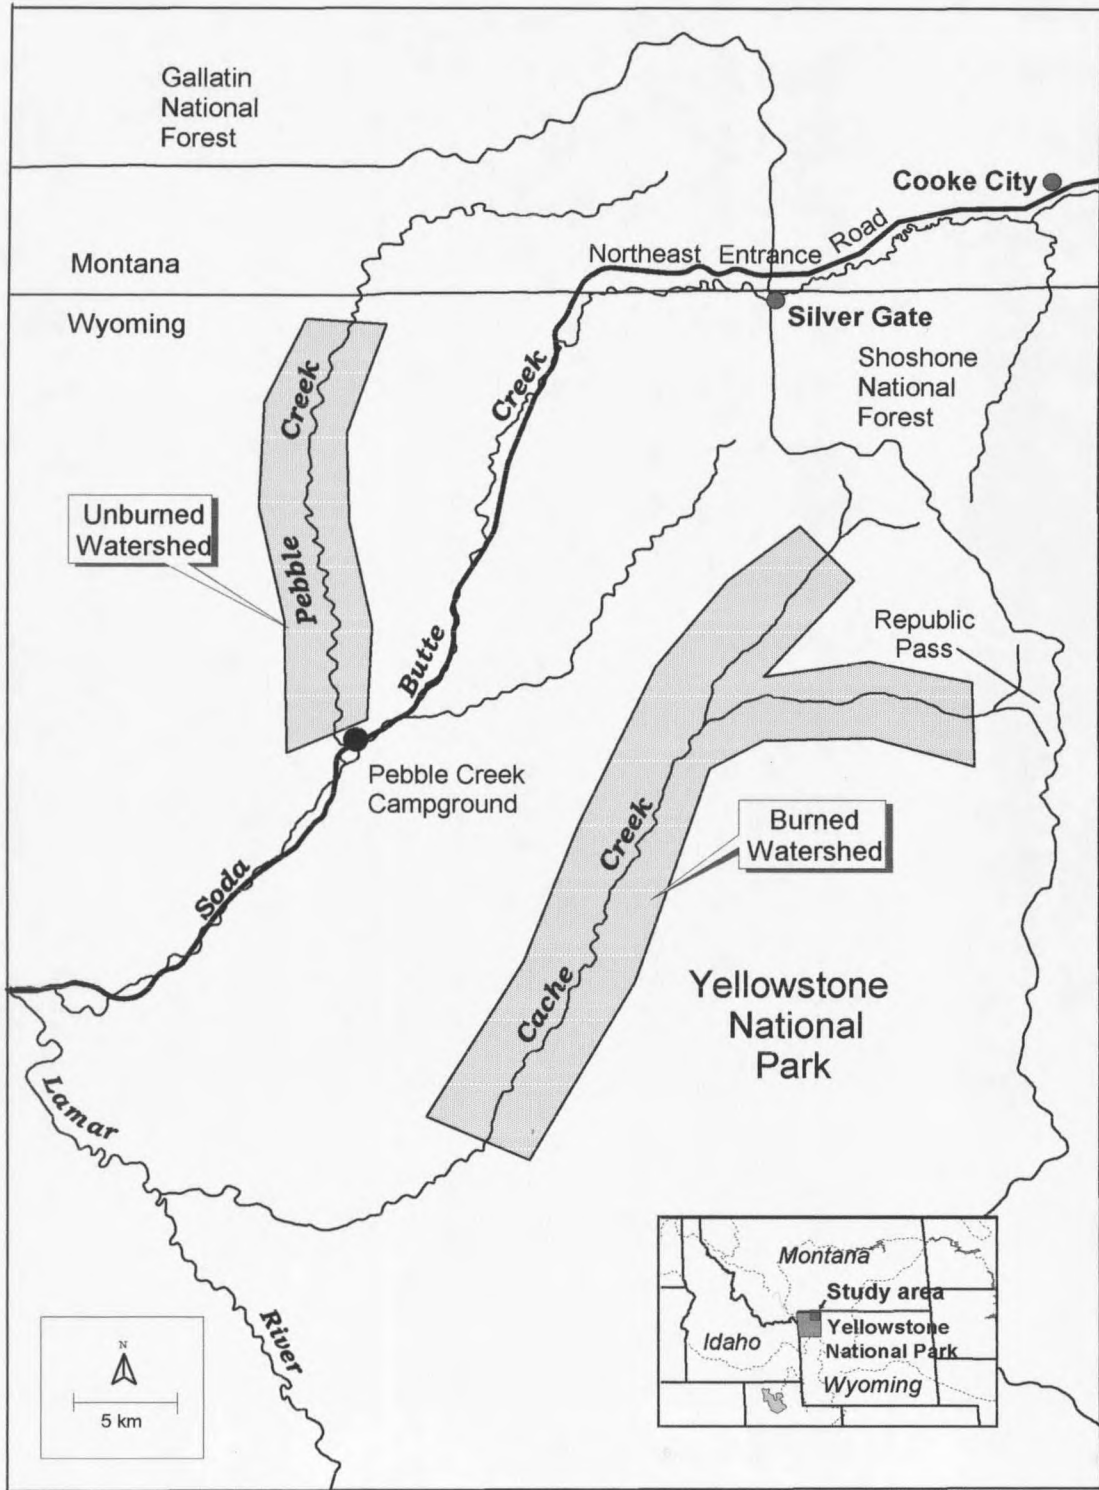 Gallatin
National
Forest
Cooke City
Northeast Entrance Road
Montana
Wyoming
Silver Gate
Shoshone
National
Forest
Pebble Creek
Unburned
Watershed
Soda Butte Creek
Republic
Pass
Pebble Creek
Campground
Burned
Watershed
Cache Creek
Yellowstone
National
Park
Lamar River
N
5 km
Montana
Study area
Idaho
Yellowstone
National Park
Wyoming